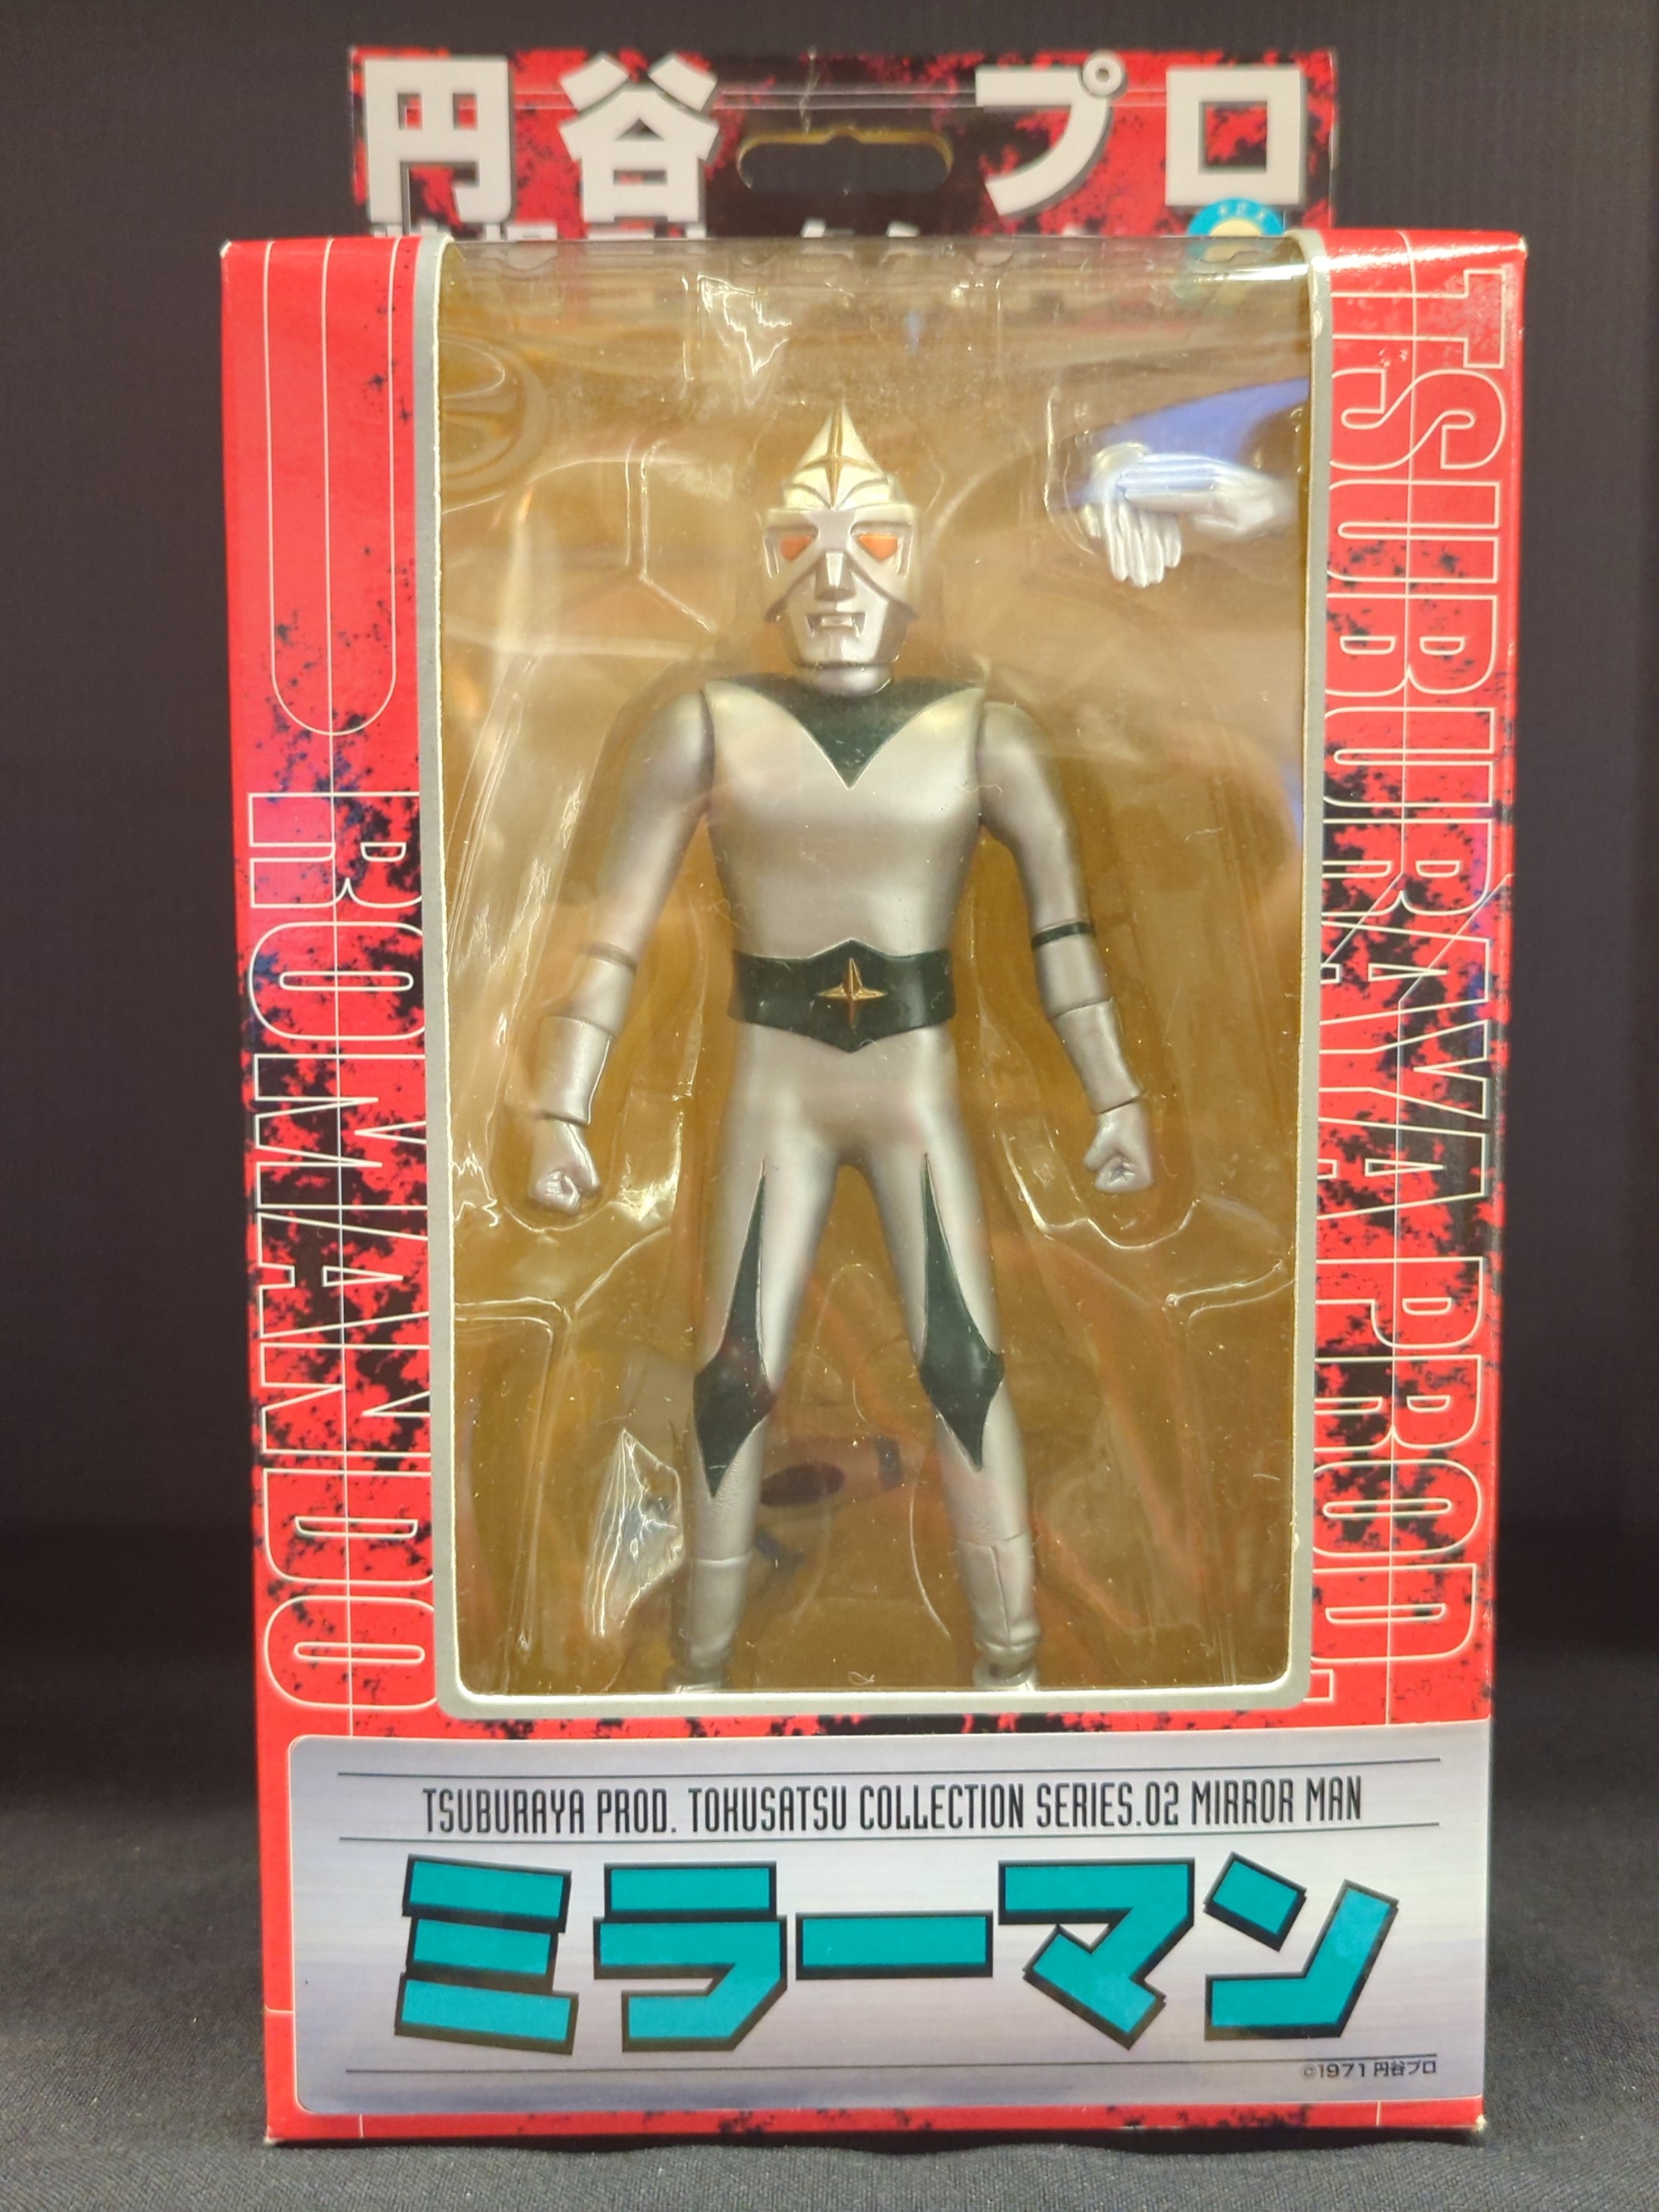 円谷プロ
ROMANDO
TSUBURAYA PROD.
TSUBURAYA PROD. TOKUSATSU COLLECTION SERIES.02 MIRROR MAN
ミラーマン
©1971 円谷プロ